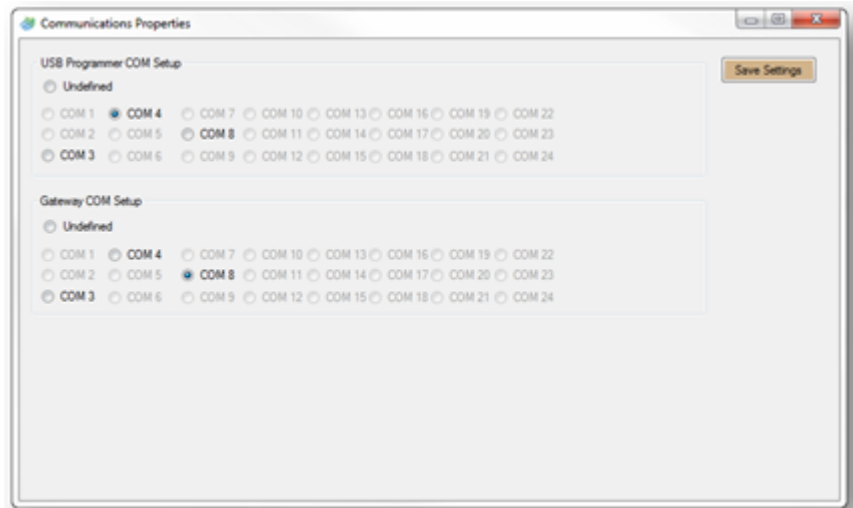 Communications Properties
USB Programmer COM Setup
Save Settings
Undefined
COM 1 COM 4 COM 7 COM 10 COM 13 COM 16 COM 19 COM 22
COM 2 COM 5 COM 8 COM 11 COM 14 COM 17 COM 20 COM 23
COM 3 COM 6 COM 9 COM 12 COM 15 COM 18 COM 21 COM 24
Gateway COM Setup
Undefined
COM 1 COM 4 COM 7 COM 10 COM 13 COM 16 COM 19 COM 22
COM 2 COM 5 COM 8 COM 11 COM 14 COM 17 COM 20 COM 23
COM 3 COM 6 COM 9 COM 12 COM 15 COM 18 COM 21 COM 24